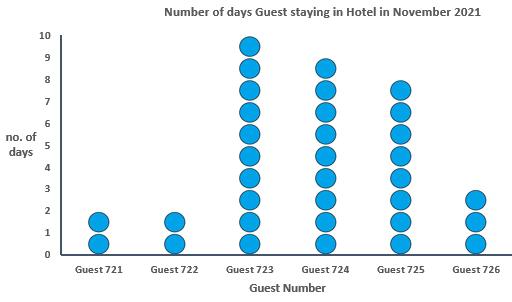 Number of days Guest staying in Hotel in November 2021
10
9
8
7
6
5
4
3
2
1
0
no. of
days
Guest 721 Guest 722 Guest 723 Guest 724 Guest 725 Guest 726
Guest Number